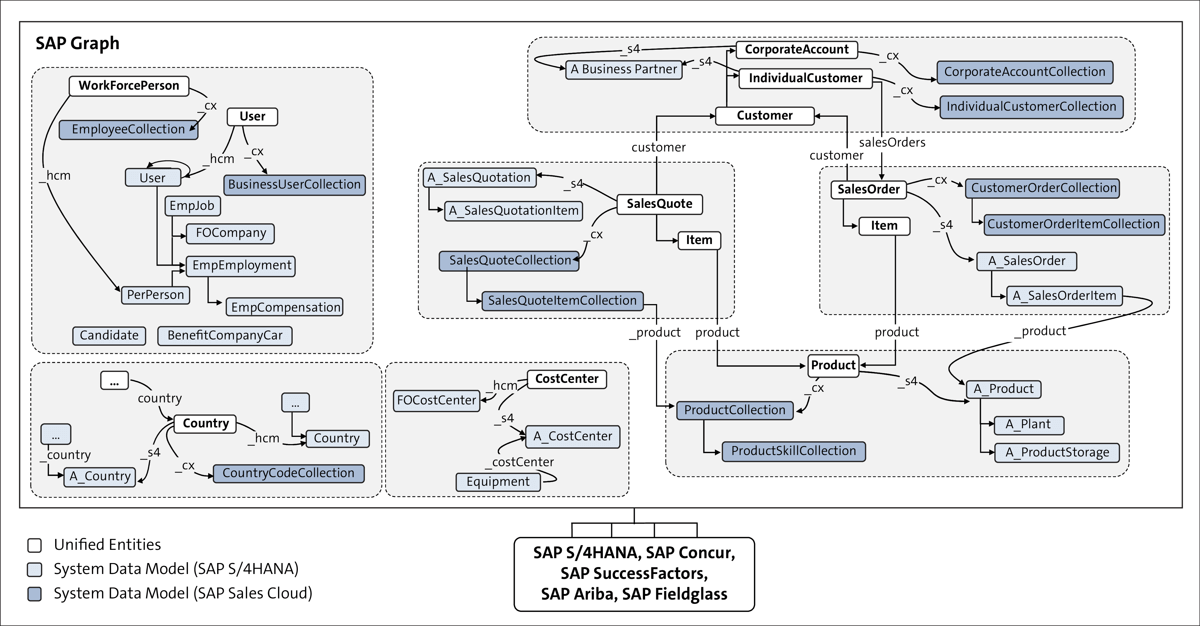 SAP Graph
WorkForcePerson
_cx
EmployeeCollection
User
_hcm
_cx
_hcm
User
BusinessUserCollection
EmpJob
FOCompany
EmpEmployment
PerPerson
EmpCompensation
Candidate
BenefitCompanyCar
_s4
CorporateAccount
_cx
A Business Partner
_s4
IndividualCustomer
_cx
CorporateAccountCollection
IndividualCustomerCollection
Customer
customer
customer
salesOrders
A_SalesQuotation
_s4
A_SalesQuotationItem
SalesQuote
_cx
Item
SalesQuoteCollection
SalesQuoteItemCollection
SalesOrder
_cx
CustomerOrderCollection
Item
_s4
CustomerOrderItemCollection
A_SalesOrder
A_SalesOrderItem
_product
product
product
_product
...
country
Country
...
_hcm
Country
...
_country
_s4
A_Country
_cx
CountryCodeCollection
_hcm
CostCenter
FOCostCenter
_s4
A_CostCenter
_costCenter
Equipment
Product
_cx
_s4
A_Product
ProductCollection
A_Plant
ProductSkillCollection
A_ProductStorage
Unified Entities
System Data Model (SAP S/4HANA)
System Data Model (SAP Sales Cloud)
SAP S/4HANA, SAP Concur,
SAP SuccessFactors,
SAP Ariba, SAP Fieldglass